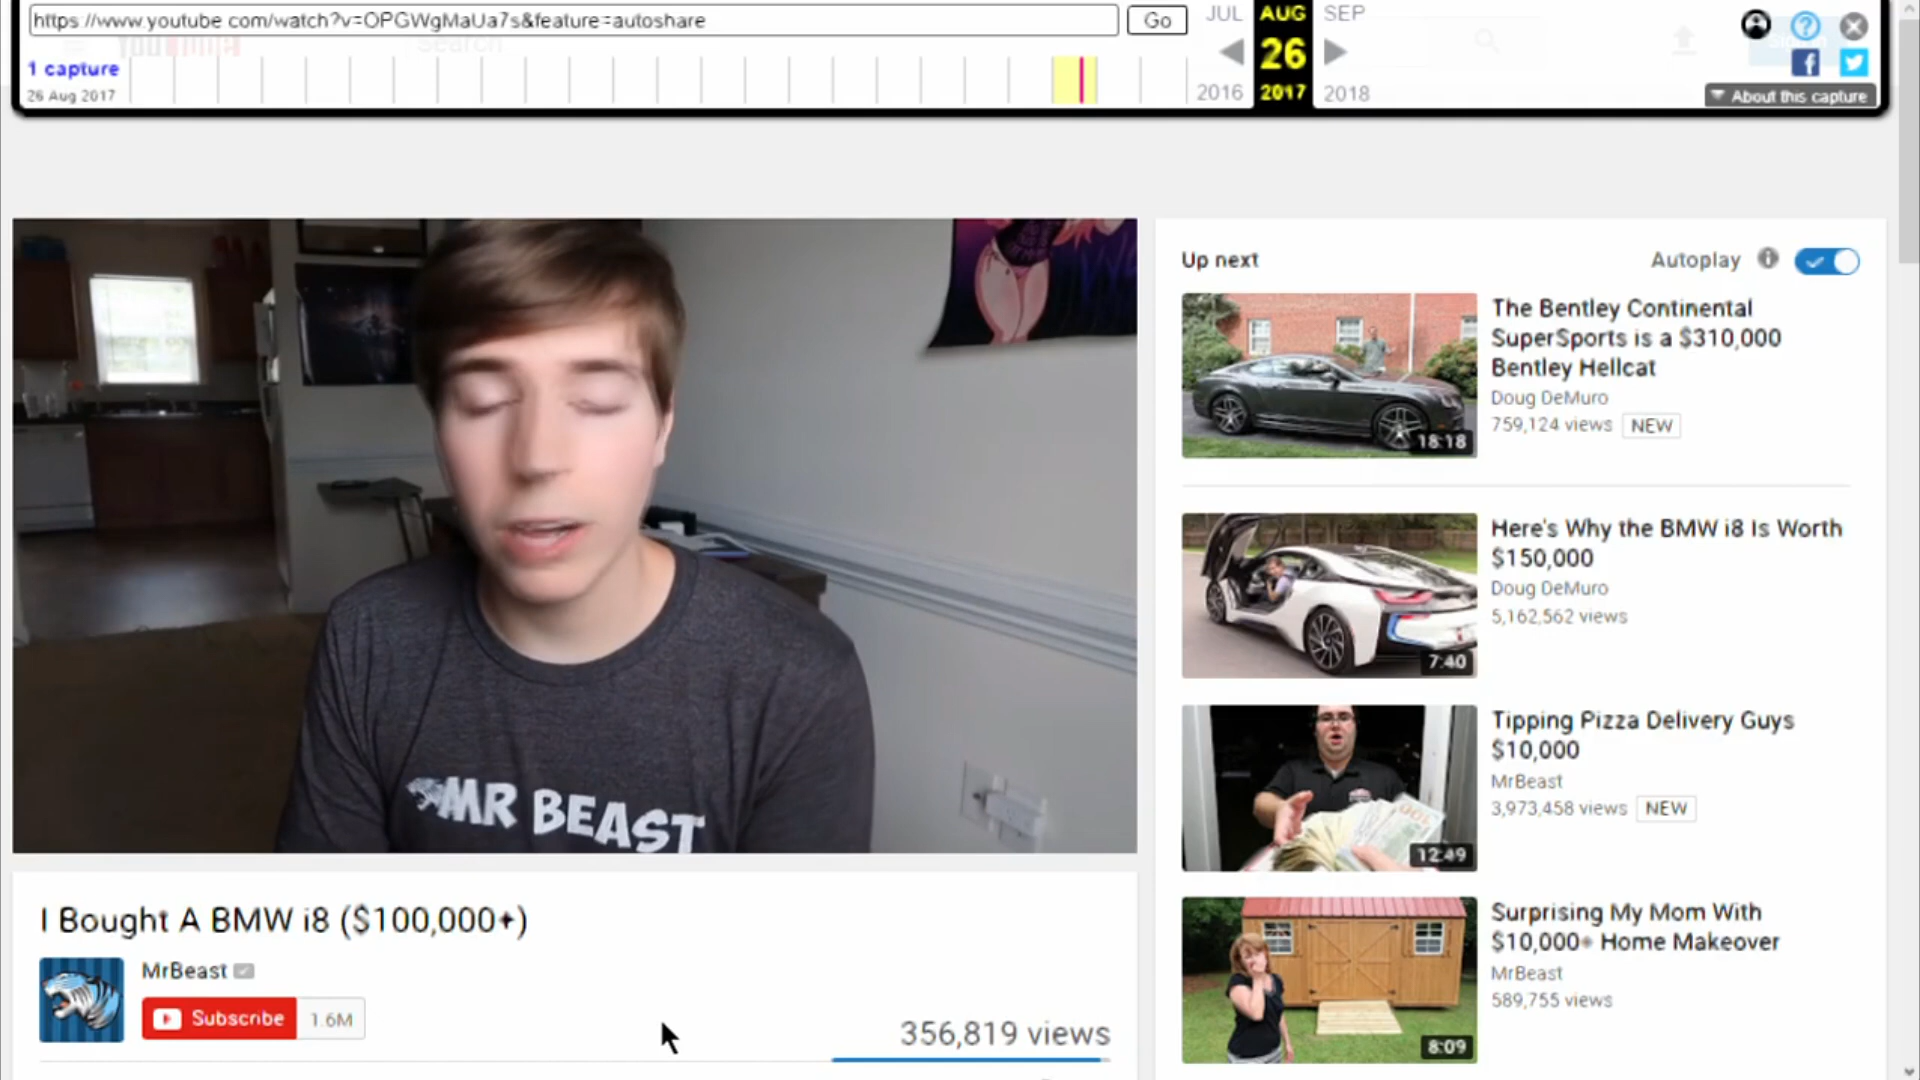 https://www.youtube.com/watch?v=OPGWgMaUa7s&feature=autoshare
Go
JUL
AUG
SEP
Search
26
1 capture
26 Aug 2017
2016
2017
2018
About this capture
Up next
Autoplay
The Bentley Continental
SuperSports is a $310,000
Bentley Hellcat
Doug DeMuro
759,124 views NEW
18:18
Here's Why the BMW i8 Is Worth
$150,000
Doug DeMuro
5,162,562 views
7:40
Tipping Pizza Delivery Guys
$10,000
MrBeast
3,973,458 views NEW
12:49
MR BEAST
Surprising My Mom With
$10,000+ Home Makeover
MrBeast
589,755 views
8:09
I Bought A BMW i8 ($100,000+)
MrBeast
Subscribe 1.6M
356,819 views